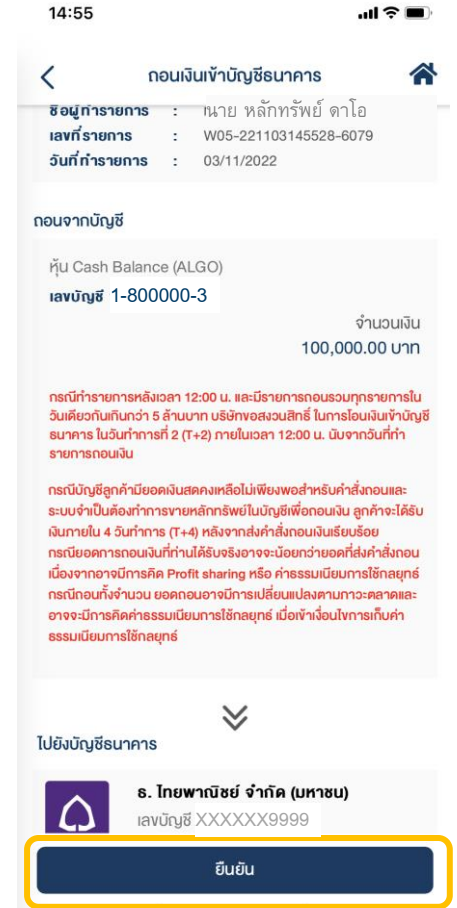 14:55
ถอนเงินเข้าบัญชีธนาคาร
ชื่อผู้ทำรายการ : นาย หลักทรัพย์ ดาโอ
เลขที่รายการ : W05-221103145528-6079
วันที่ทำรายการ : 03/11/2022
ถอนจากบัญชี
หุ้น Cash Balance (ALGO)
เลขบัญชี 1-800000-3
จำนวนเงิน
100,000.00 บาท
กรณีทำรายการหลังเวลา 12:00 น. และมีรายการถอนรวมทุกรายการใน
วันเดียวกันเกินกว่า 5 ล้านบาท บริษัทขอสงวนสิทธิ์ ในการโอนเงินเข้าบัญชี
ธนาคาร ในวันทำการที่ 2 (T+2) ภายในเวลา 12:00 น. นับจากวันที่ทำ
รายการถอนเงิน
กรณีบัญชีลูกค้ามียอดเงินสดคงเหลือไม่เพียงพอสำหรับคำสั่งถอนและ
ระบบจำเป็นต้องทำการขายหลักทรัพย์ในบัญชีเพื่อถอนเงิน ลูกค้าจะได้รับ
เงินภายใน 4 วันทำการ (T+4) หลังจากส่งคำสั่งถอนเงินเรียบร้อย
กรณียอดการถอนเงินที่ท่านได้รับจริงอาจจะน้อยกว่ายอดที่ส่งคำสั่งถอน
เนื่องจากอาจมีการคิด Profit sharing หรือ ค่าธรรมเนียมการใช้กลยุทธ์
กรณีถอนทั้งจำนวน ยอดถอนอาจมีการเปลี่ยนแปลงตามภาวะตลาดและ
อาจจะมีการคิดค่าธรรมเนียมการใช้กลยุทธ์ เมื่อเข้าเงื่อนไขการเก็บค่า
ธรรมเนียมการใช้กลยุทธ์
ไปยังบัญชีธนาคาร
ธ. ไทยพาณิชย์ จำกัด (มหาชน)
เลขบัญชี XXXXXX9999
ยืนยัน